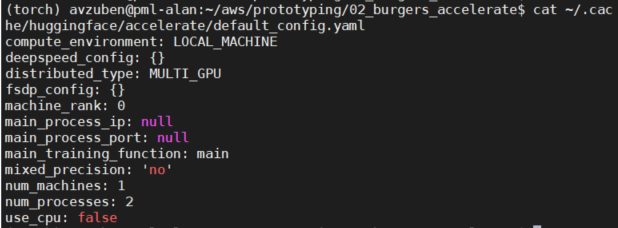 (torch) avzuben@pml-alan:~/aws/prototyping/02_burgers_accelerate$ cat ~/.cac
he/huggingface/accelerate/default_config.yaml
compute_environment: LOCAL_MACHINE
deepspeed_config: {}
distributed_type: MULTI_GPU
fsdp_config: {}
machine_rank: 0
main_process_ip: null
main_process_port: null
main_training_function: main
mixed_precision: 'no'
num_machines: 1
num_processes: 2
use_cpu: false